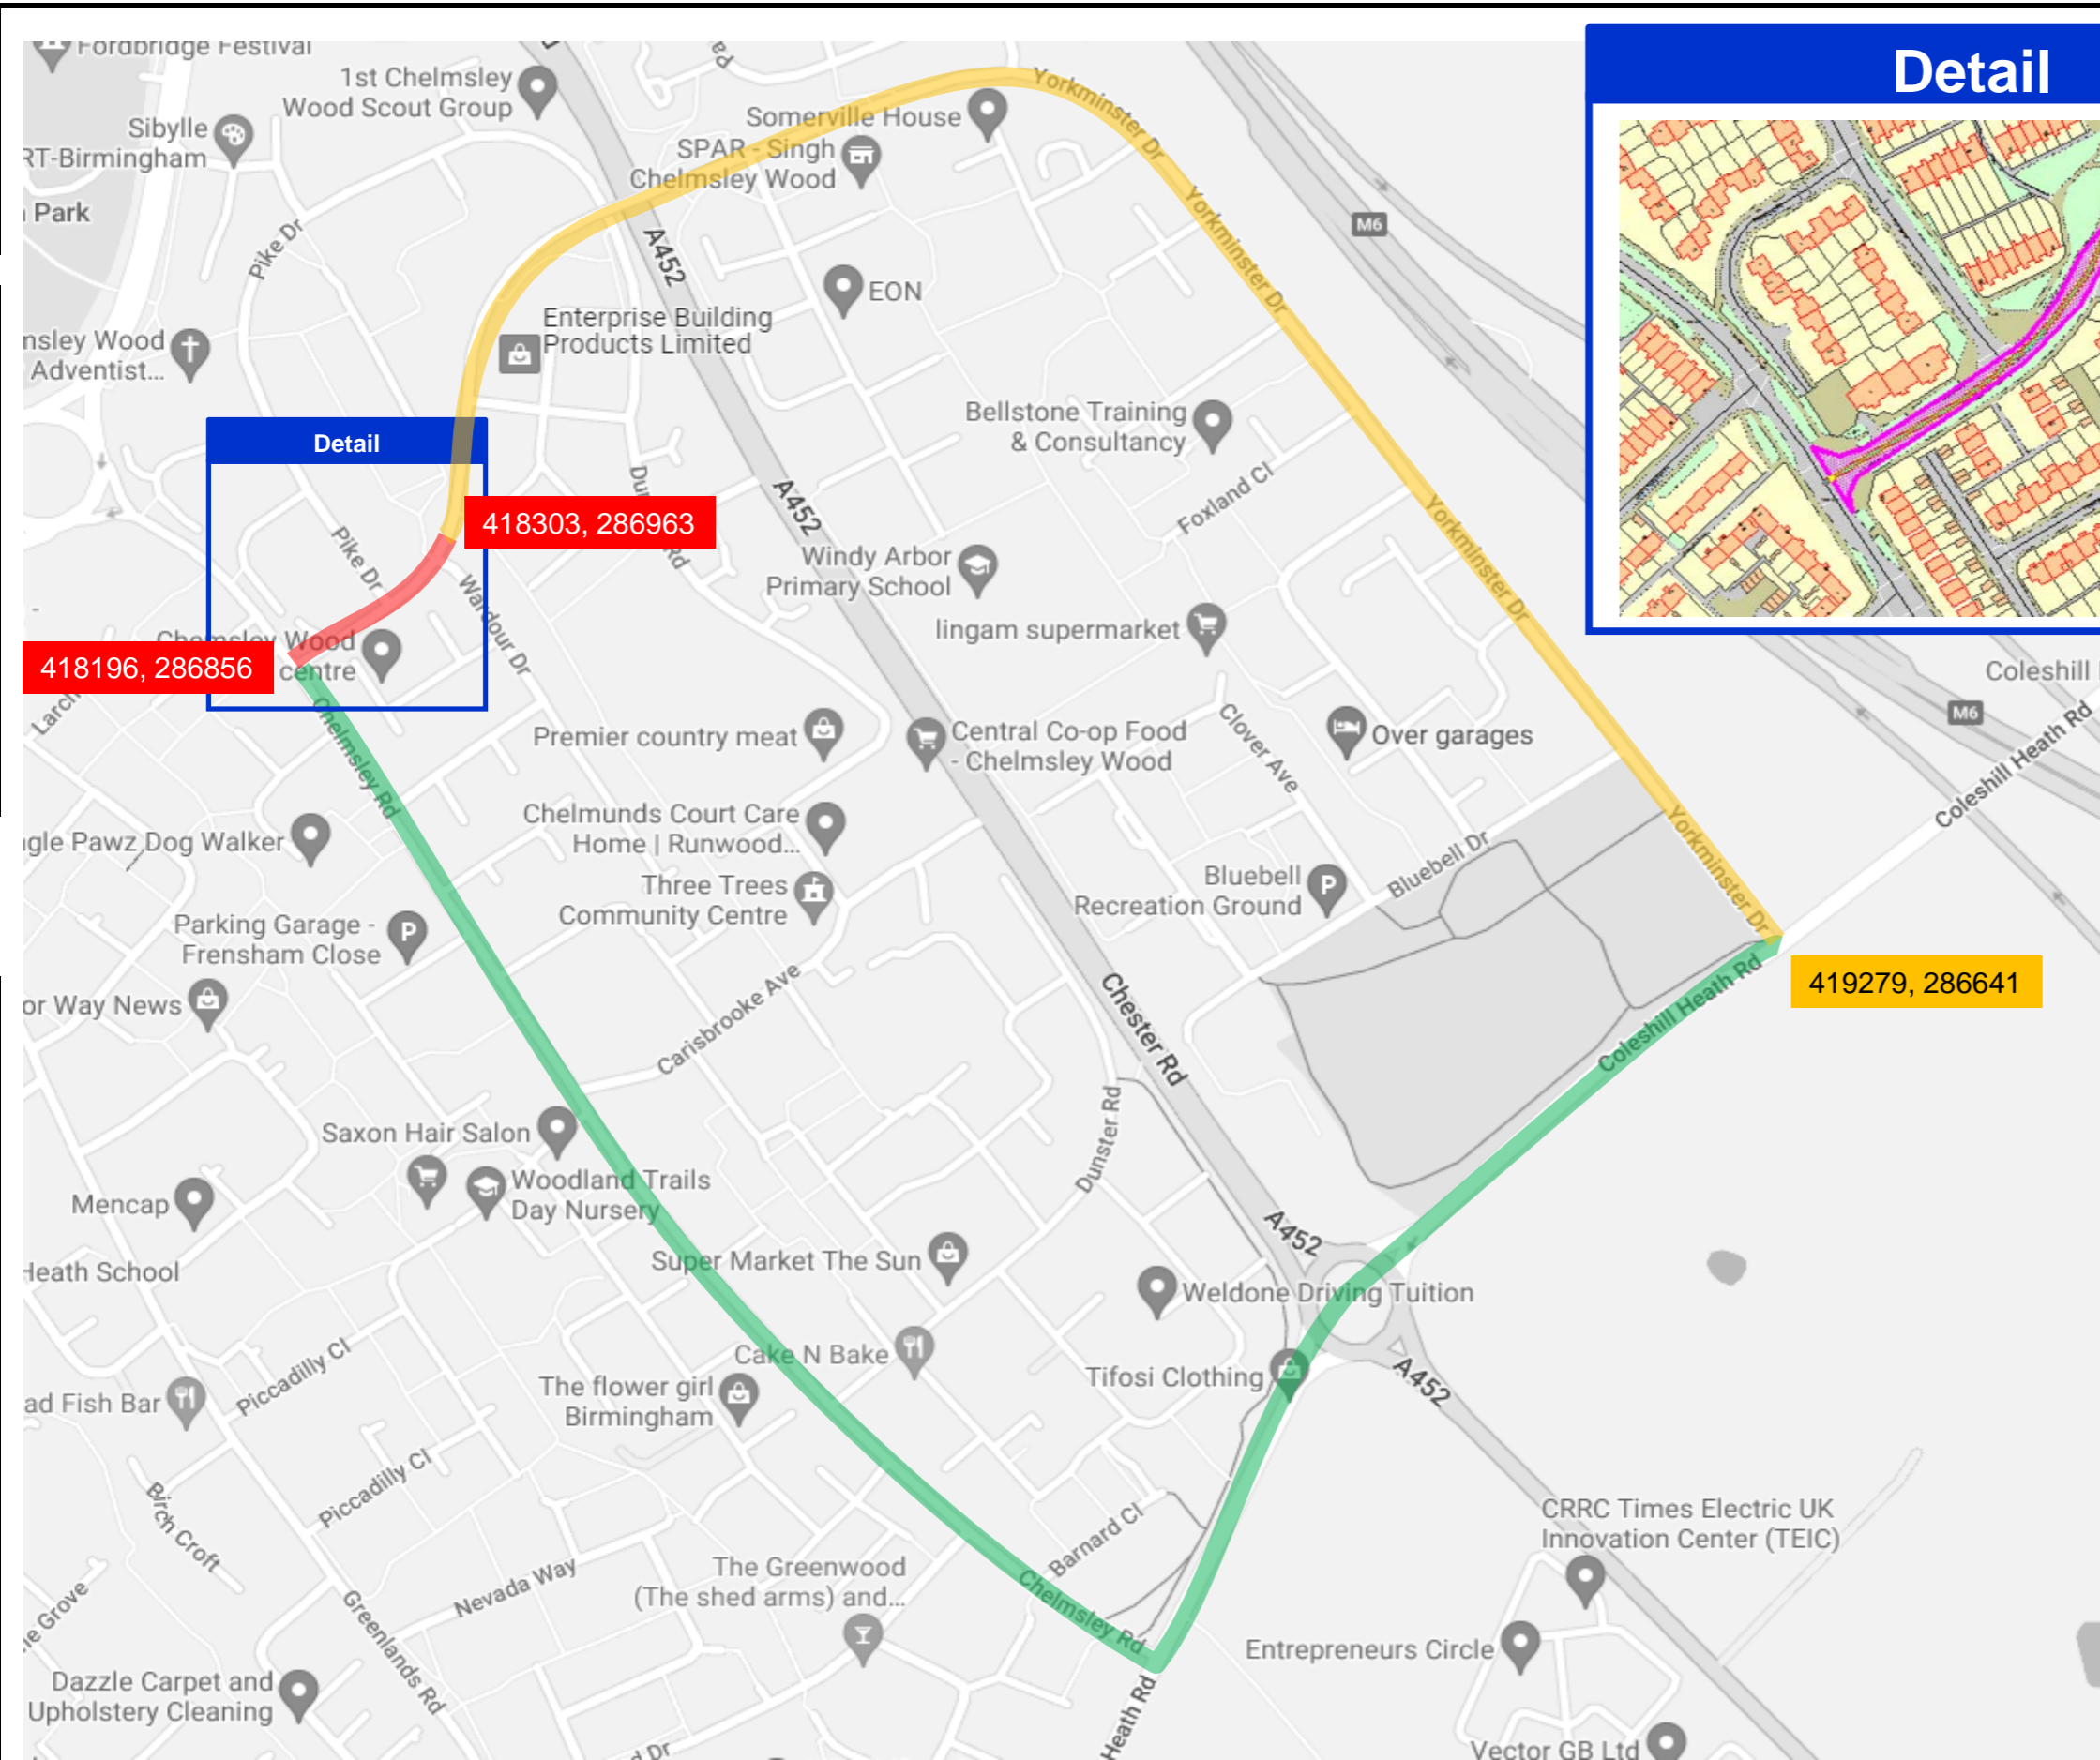 Fordbridge Festival
1st Chelmsley
Wood Scout Group
Sibylle
RT-Birmingham
Park
Pike Dr
Somerville House
SPAR - Singh
Chelmsley Wood
Yorkminster Dr
Yorkminster Dr
M6
A452
EON
Enterprise Building
Products Limited
nsley Wood
Adventist...
Detail
Detail
Bellstone Training
& Consultancy
Foxland Cl
A452
Yorkminster Dr
418303, 286963
Rd
Pike Dr
Wardour Dr
Windy Arbor
Primary School
lingam supermarket
Wood
centre
418196, 286856
Larch
Chelmsley Rd
Coleshill
M6
Coleshill Heath Rd
Premier country meat
Central Co-op Food
- Chelmsley Wood
Clover Ave
Over garages
Chelmunds Court Care
Home | Runwood...
Three Trees
Community Centre
gle Pawz Dog Walker
Bluebell Dr
Yorkminster Dr
Bluebell
Recreation Ground
Parking Garage -
Frensham Close
or Way News
419279, 286641
Coleshill Heath Rd
Carisbrooke Ave
Chester Rd
Dunster Rd
Saxon Hair Salon
Woodland Trails
Day Nursery
Mencap
Heath School
Super Market The Sun
A452
Weldone Driving Tuition
Cake N Bake
Tifosi Clothing
A452
The flower girl
Birmingham
Piccadilly Cl
ad Fish Bar
Piccadilly Cl
Birch Croft
Barnard Cl
CRRC Times Electric UK
Innovation Center (TEIC)
The Greenwood
(The shed arms) and...
Nevada Way
Chelmsley Rd
ie Grove
Greenlands Rd
Entrepreneurs Circle
Dazzle Carpet and
Upholstery Cleaning
Heath Rd
d Dr
Vector GB Ltd